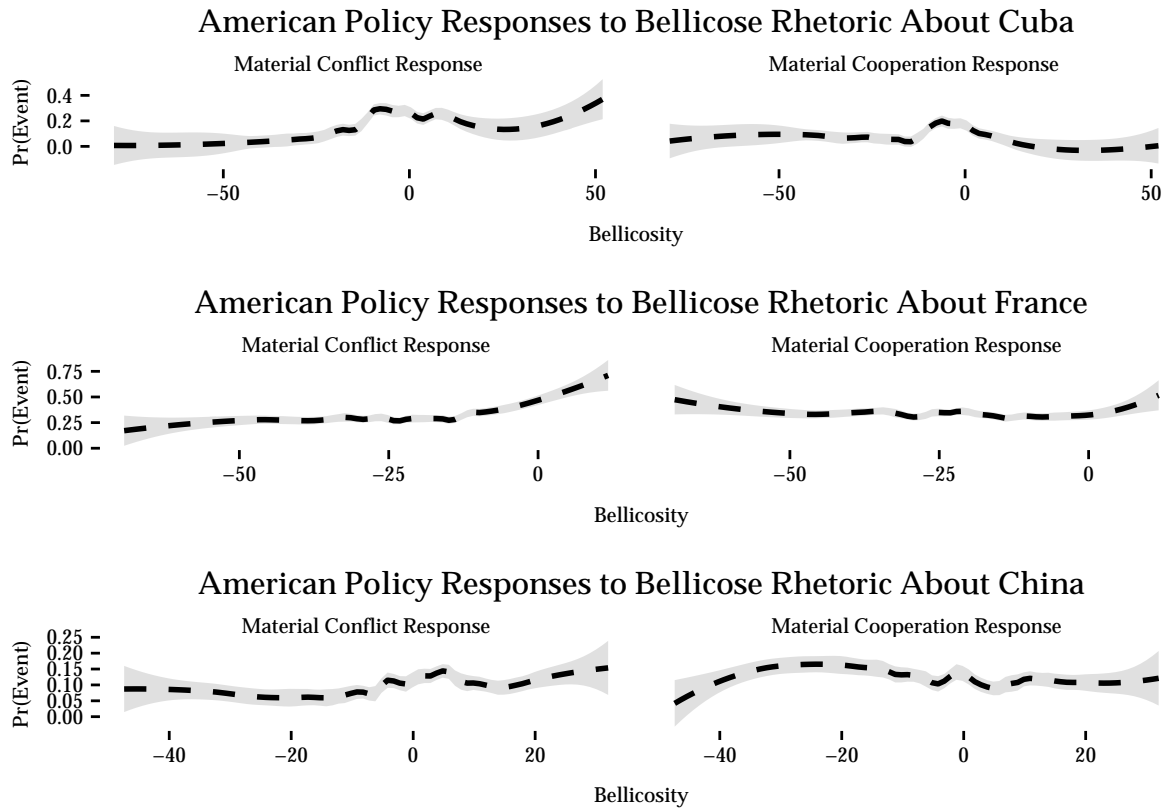 American Policy Responses to Bellicose Rhetoric About Cuba
Material Conflict Response
Material Cooperation Response
Pr(Event)
0.4
0.2
0.0
−50
0
50
−50
0
50
Bellicosity
American Policy Responses to Bellicose Rhetoric About France
Material Conflict Response
Material Cooperation Response
Pr(Event)
0.75
0.50
0.25
0.00
−50
−25
0
−50
−25
0
Bellicosity
American Policy Responses to Bellicose Rhetoric About China
Material Conflict Response
Material Cooperation Response
Pr(Event)
0.25
0.20
0.15
0.10
0.05
0.00
−40
−20
0
20
−40
−20
0
20
Bellicosity